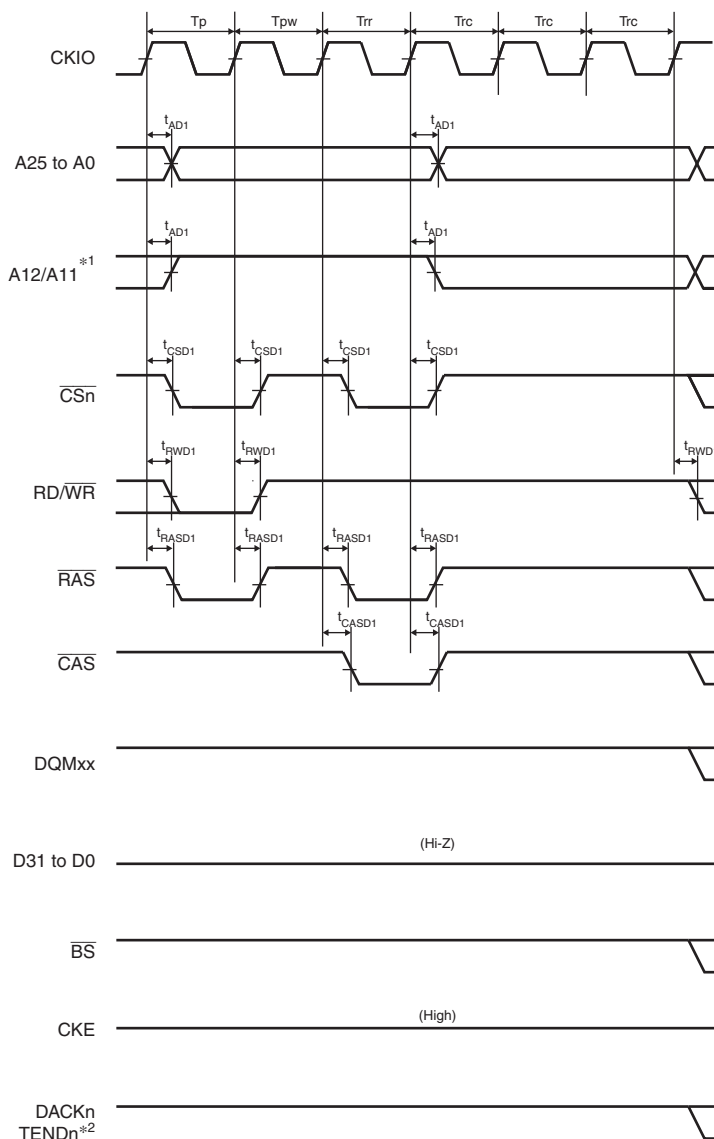 Tp Tpw Trr Trc Trc Trc
CKIO
tAD1 tAD1
A25 to A0
tAD1 tAD1
A12/A11*1
tCSD1 tCSD1 tCSD1 tCSD1
CSn
tRWD1 tRWD1 tRWD
RD/WR
tRASD1 tRASD1 tRASD1 tRASD1
RAS
tCASD1 tCASD1
CAS
DQMxx
(Hi-Z)
D31 to D0
BS
(High)
CKE
DACKn
TENDn*2